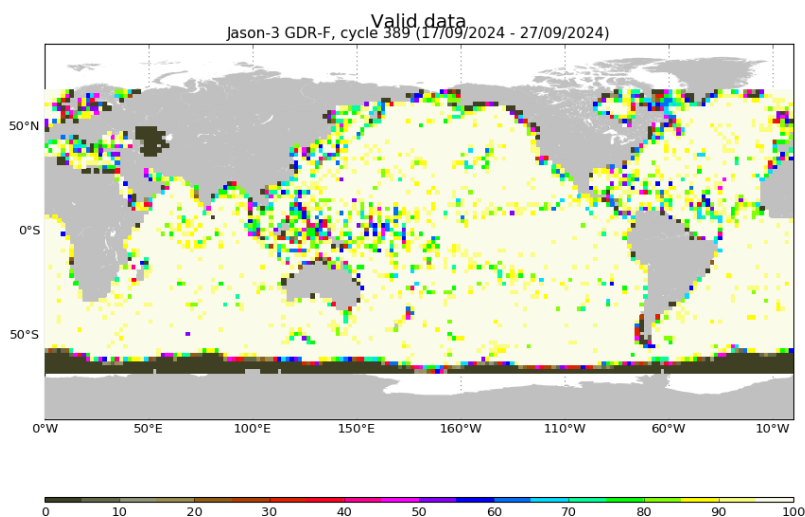 Valid data
Jason-3 GDR-F, cycle 389 (17/09/2024 - 27/09/2024)
50°N
0°S
50°S
0°W 50°E 100°E 150°E 160°W 110°W 60°W 10°W
0 10 20 30 40 50 60 70 80 90 100